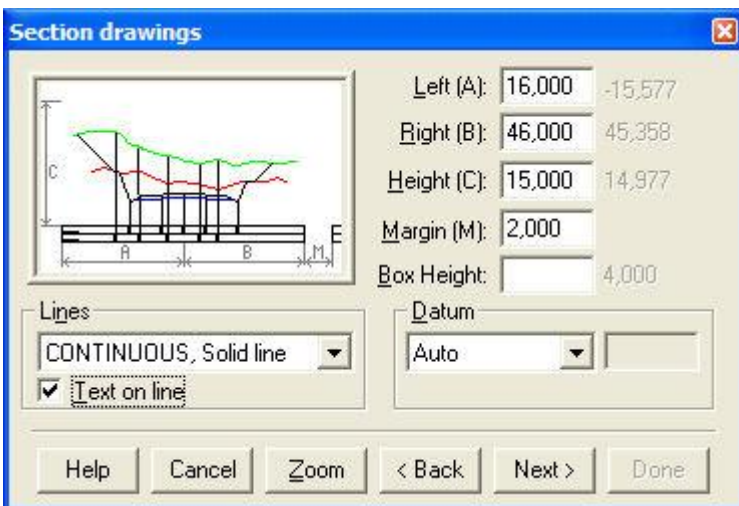 Section drawings
Left (A): 16,000 -15,577
Right (B): 46,000 45,358
Height (C): 15,000 14,977
Margin (M): 2,000
Box Height: 4,000
C
A B M
Lines
CONTINUOUS, Solid line
Text on line
Datum
Auto
Help Cancel Zoom < Back Next > Done